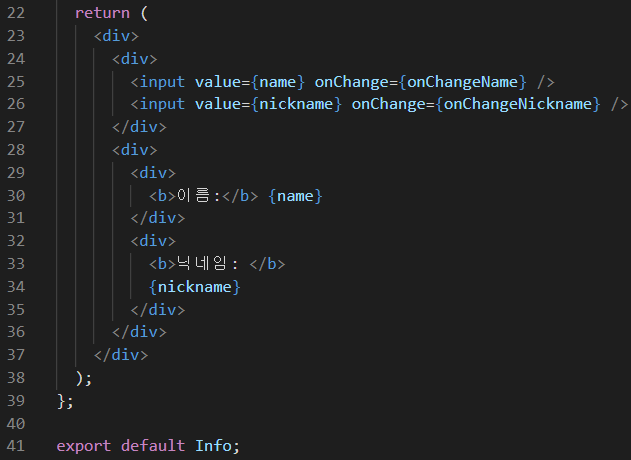 22 return (
23 <div>
24 <div>
25 <input value={name} onChange={onChangeName} />
26 <input value={nickname} onChange={onChangeNickname} />
27 </div>
28 <div>
29 <div>
30 <b>이름:</b> {name}
31 </div>
32 <div>
33 <b>닉네임: </b>
34 {nickname}
35 </div>
36 </div>
37 </div>
38 );
39 };
40
41 export default Info;